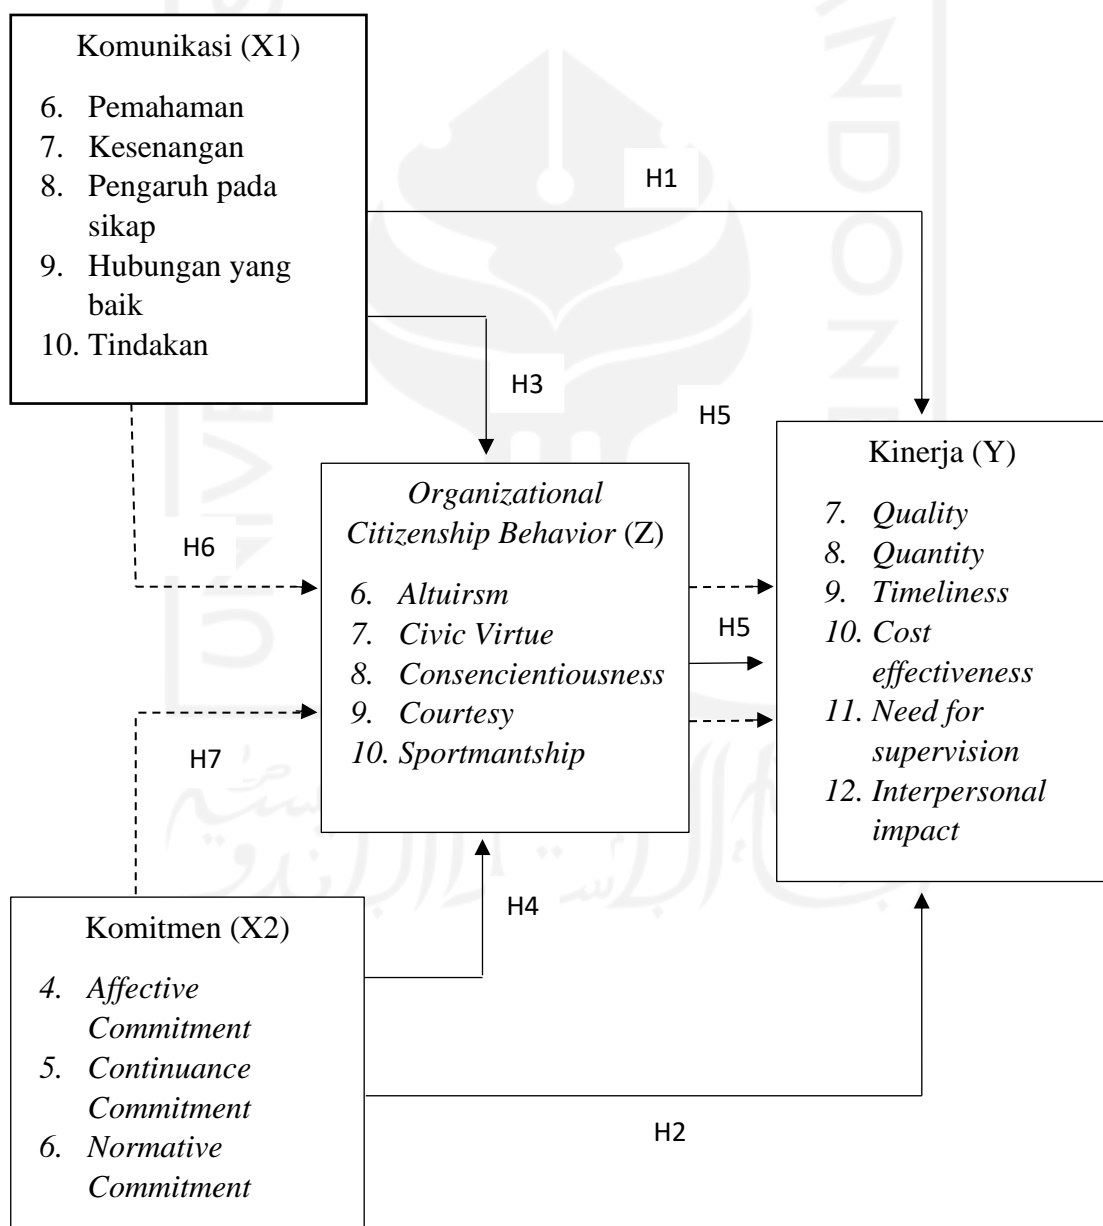 Komunikasi (X1)
6. Pemahaman
7. Kesenangan
8. Pengaruh pada
sikap
9. Hubungan yang
baik
10. Tindakan
H1
H3
H5
Kinerja (Y)
7. Quality
8. Quantity
9. Timeliness
10. Cost
effectiveness
11. Need for
supervision
12. Interpersonal
impact
Organizational
Citizenship Behavior (Z)
6. Altuirsm
7. Civic Virtue
8. Consencientiousness
9. Courtesy
10. Sportmantship
H6
H5
H7
H4
Komitmen (X2)
4. Affective
Commitment
5. Continuance
Commitment
6. Normative
Commitment
H2